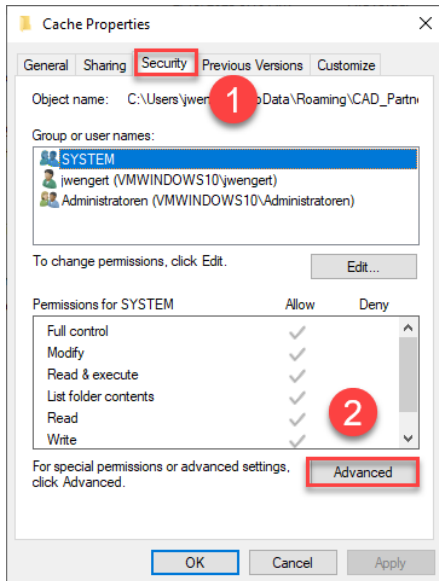 Cache Properties
General Sharing Security Previous Versions Customize
Object name: C:\Users\jwen 1 pData\Roaming\CAD_Partn
Group or user names:
SYSTEM
jwengert (VMWINDOWS10\jwengert)
Administratoren (VMWINDOWS10\Administratoren)
To change permissions, click Edit.
Edit...
Permissions for SYSTEM Allow Deny
Full control
Modify
Read & execute
List folder contents
Read
2
Write
For special permissions or advanced settings,
click Advanced.
Advanced
OK Cancel Apply